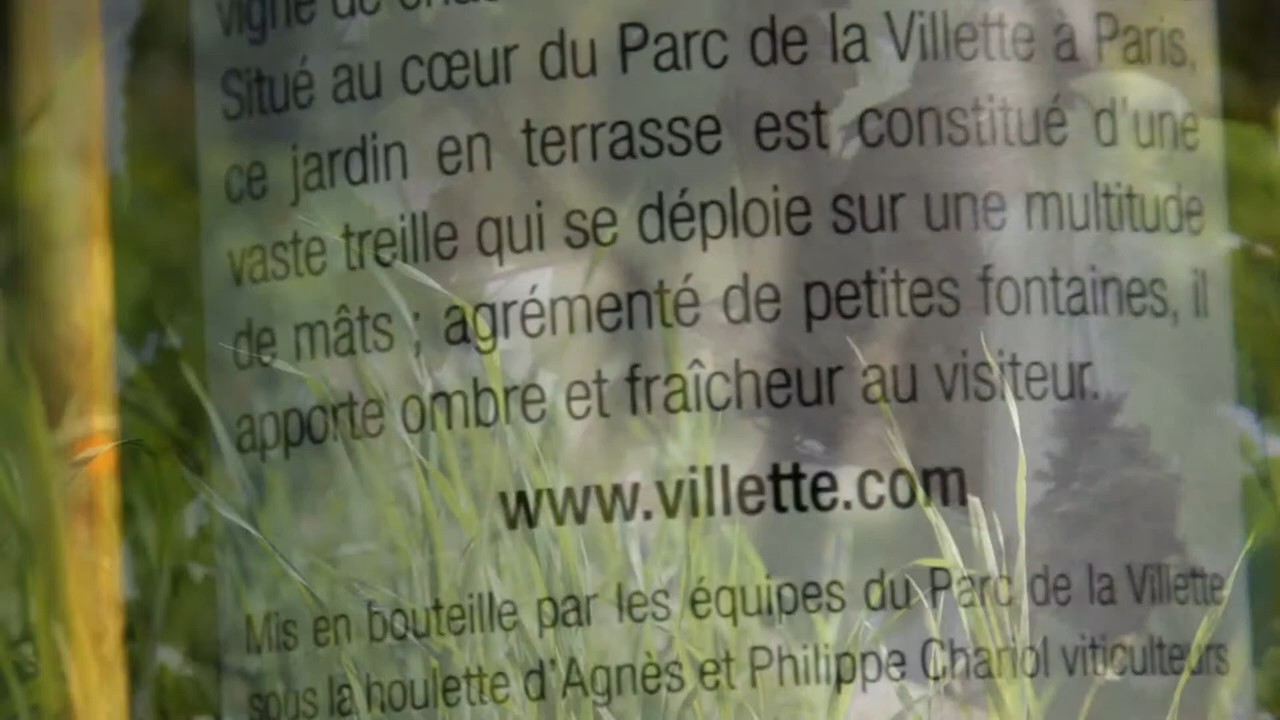 vigne de
Situé au cœur du Parc de la Villette à Paris,
ce jardin en terrasse est constitué d'une
vaste treille qui se déploie sur une multitude
de mâts ; agrémenté de petites fontaines, il
apporte ombre et fraîcheur au visiteur.
www.villette.com
Mis en bouteille par les équipes du Parc de la Villette
sous la houlette d'Agnès et Philippe Chariol viticulteurs